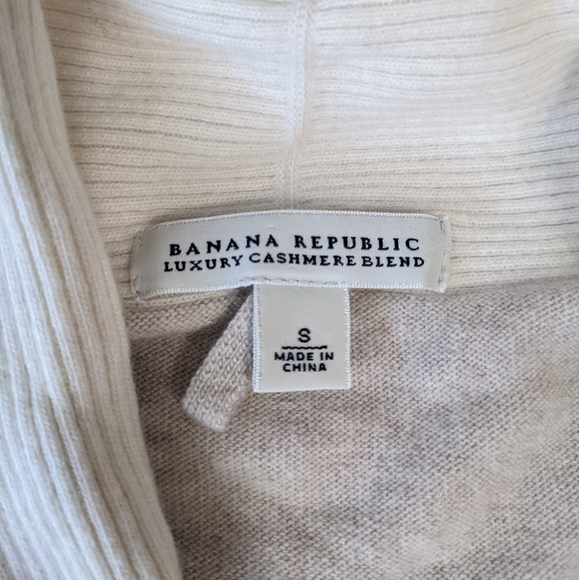 BANANA REPUBLIC
LUXURY CASHMERE BLEND
S
MADE IN
CHINA